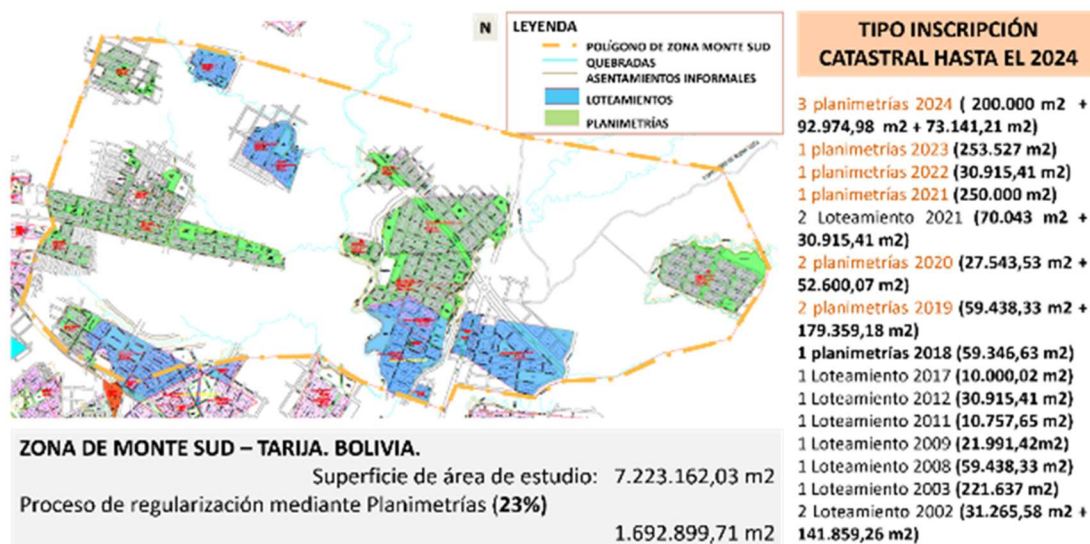 N
LEYENDA
POLÍGONO DE ZONA MONTE SUD
QUEBRADAS
ASENTAMIENTOS INFORMALES
LOTEAMIENTOS
PLANIMETRÍAS
TIPO INSCRIPCIÓN
CATASTRAL HASTA EL 2024
3 planimetrías 2024 ( 200.000 m2 +
92.974,98 m2 + 73.141,21 m2)
1 planimetrías 2023 (253.527 m2)
1 planimetrías 2022 (30.915,41 m2)
1 planimetrías 2021 (250.000 m2)
2 Loteamiento 2021 (70.043 m2 +
30.915,41 m2)
2 planimetrías 2020 (27.543,53 m2 +
52.600,07 m2)
2 planimetrías 2019 (59.438,33 m2 +
179.359,18 m2)
1 planimetrías 2018 (59.346,63 m2)
1 Loteamiento 2017 (10.000,02 m2)
1 Loteamiento 2012 (30.915,41 m2)
1 Loteamiento 2011 (10.757,65 m2)
1 Loteamiento 2009 (21.991,42m2)
1 Loteamiento 2008 (59.438,33 m2)
1 Loteamiento 2003 (221.637 m2)
2 Loteamiento 2002 (31.265,58 m2 +
141.859,26 m2)
ZONA DE MONTE SUD – TARIJA. BOLIVIA.
Superficie de área de estudio: 7.223.162,03 m2
Proceso de regularización mediante Planimetrías (23%)
1.692.899,71 m2